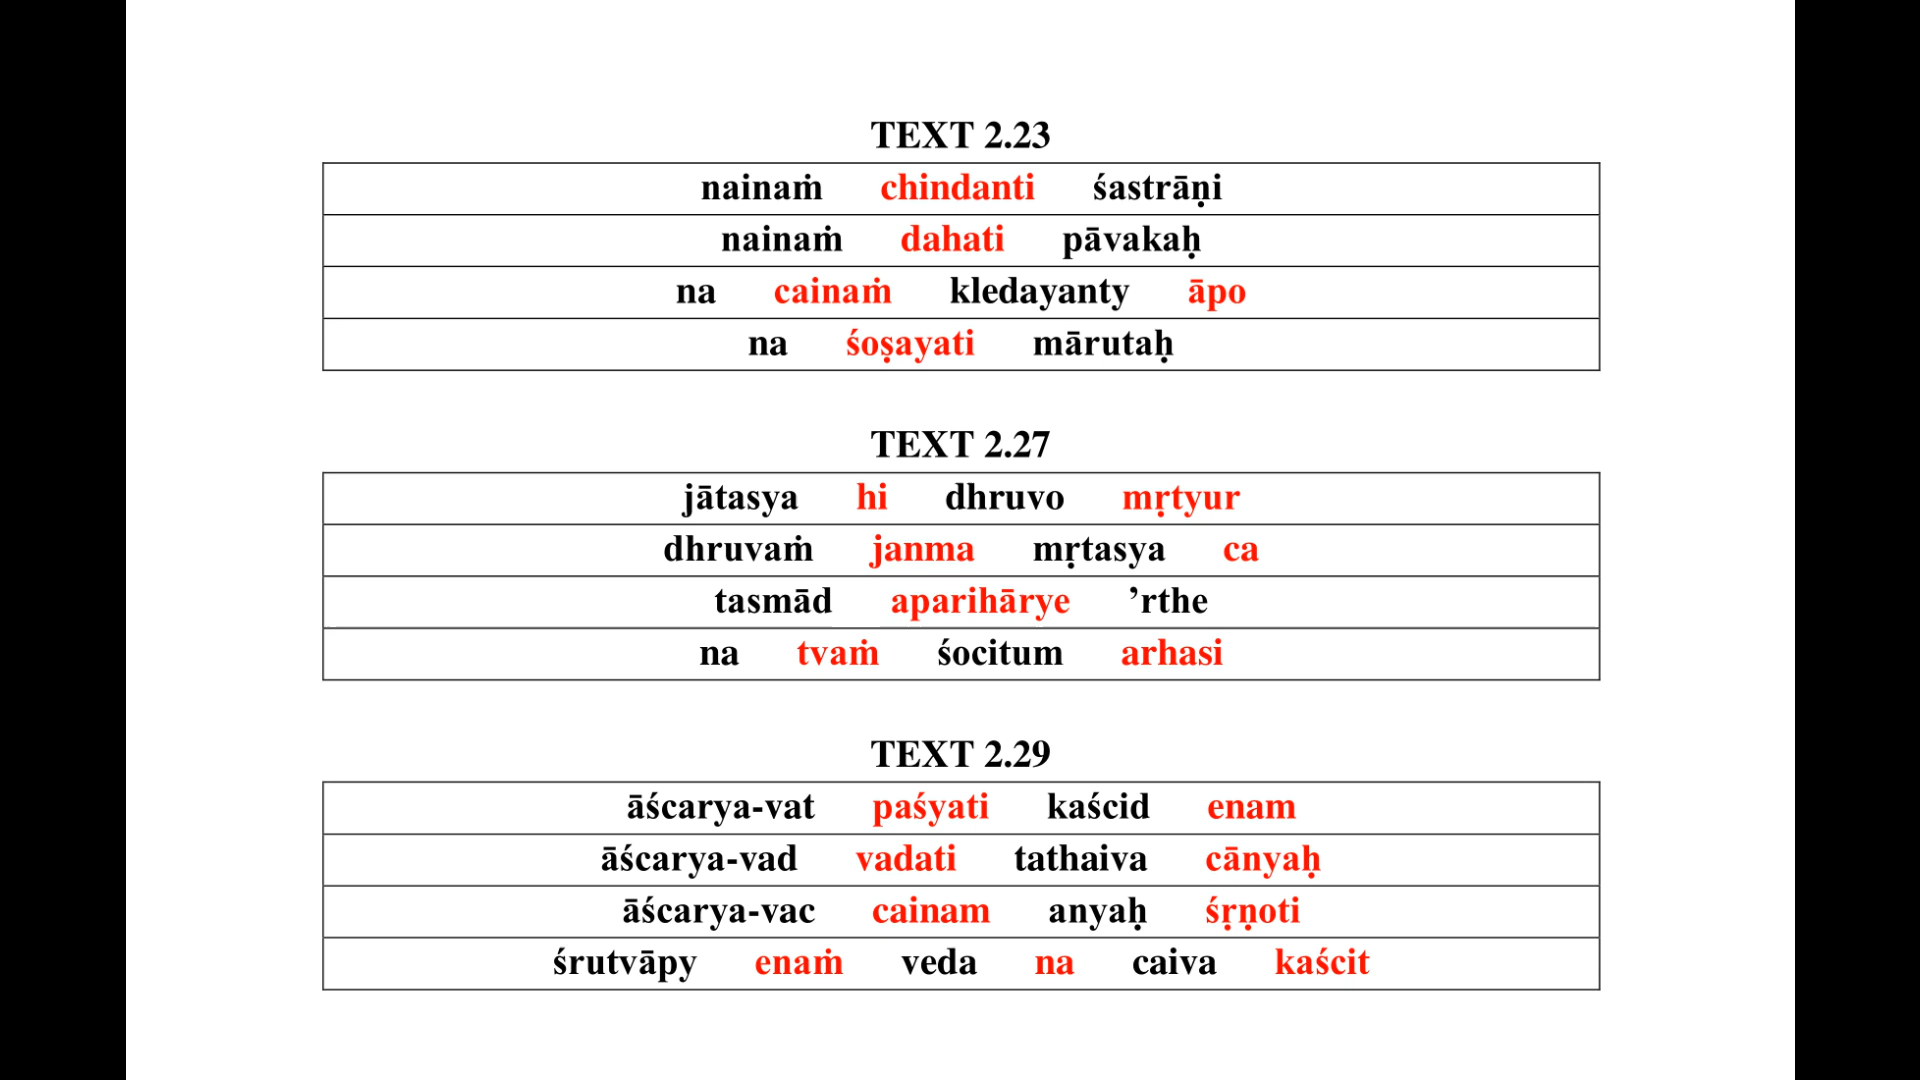 TEXT 2.23
nainaṁ chindanti śastrāṇi
nainaṁ dahati pāvakaḥ
na cainaṁ kledayanty āpo
na śoṣayati mārutaḥ
TEXT 2.27
jātasya hi dhruvo mṛtyur
dhruvaṁ janma mṛtasya ca
tasmād aparihārye ’rthe
na tvaṁ śocitum arhasi
TEXT 2.29
āścarya-vat paśyati kaścid enam
āścarya-vad vadati tathaiva cānyaḥ
āścarya-vac cainam anyaḥ śṛṇoti
śrutvāpy enaṁ veda na caiva kaścit